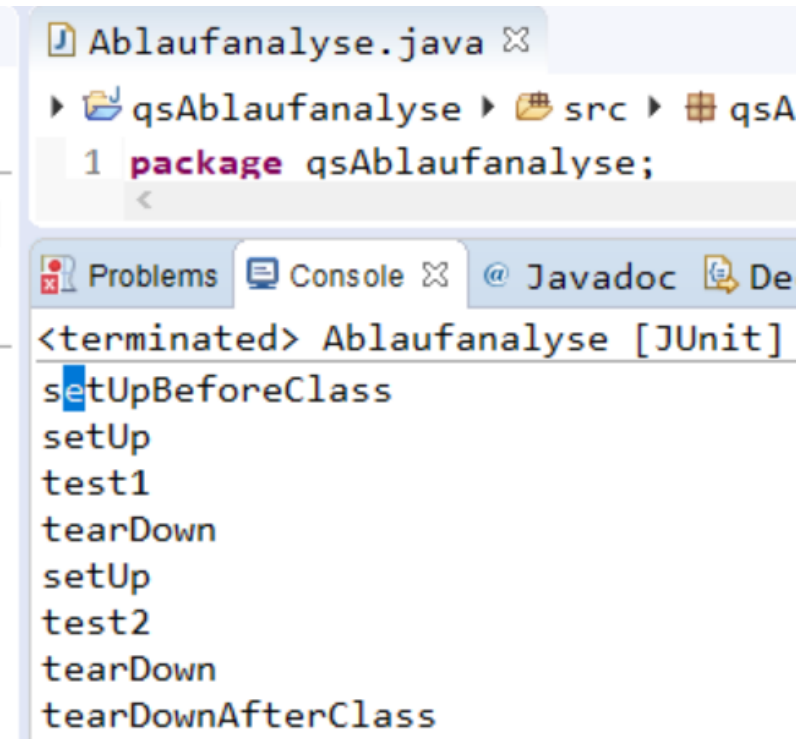 Ablaufanalyse.java
qsAblaufanalyse src qsA
1 package qsAblaufanalyse;
Problems Console @ Javadoc De
<terminated> Ablaufanalyse [JUnit]
setUpBeforeClass
setUp
test1
tearDown
setUp
test2
tearDown
tearDownAfterClass